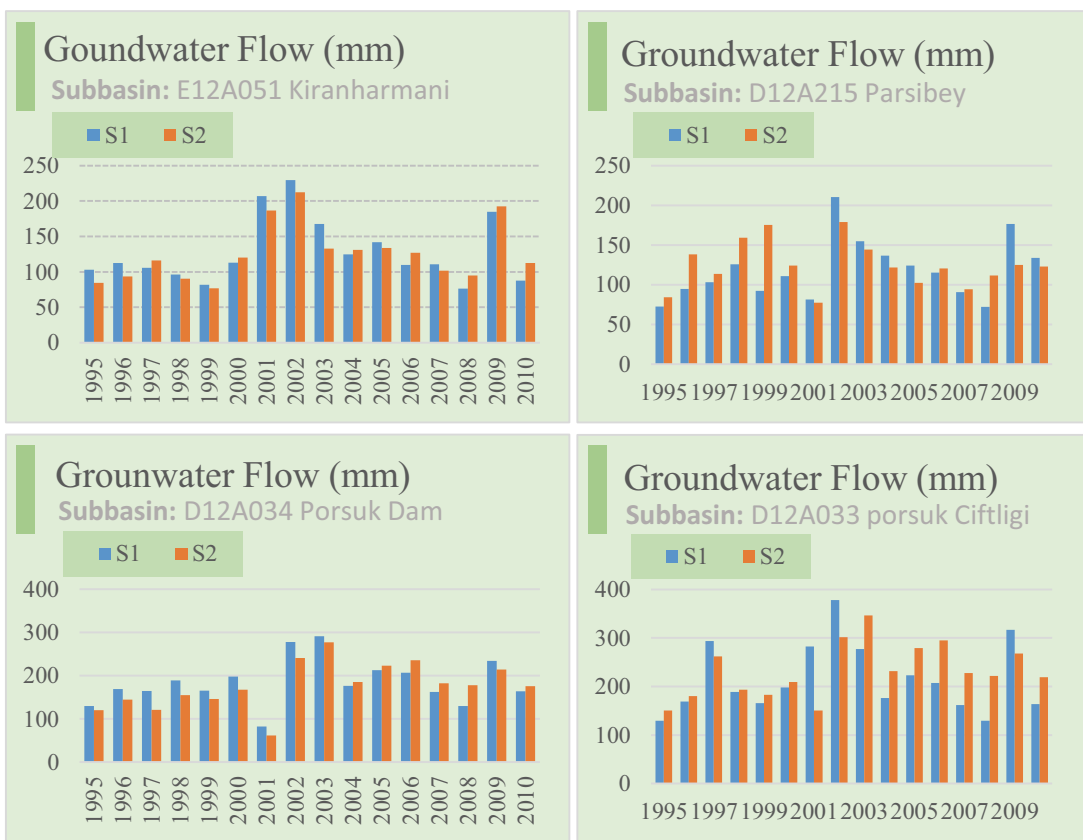 Goundwater Flow (mm)
Subbasin: E12A051 Kiranharmani
S1 S2
250
200
150
100
50
0
1995 1996 1997 1998 1999 2000 2001 2002 2003 2004 2005 2006 2007 2008 2009 2010
Groundwater Flow (mm)
Subbasin: D12A215 Parsibey
S1 S2
250
200
150
100
50
0
1995 1997 1999 2001 2003 2005 2007 2009
Grounwater Flow (mm)
Subbasin: D12A034 Porsuk Dam
S1 S2
400
300
200
100
0
1995 1996 1997 1998 1999 2000 2001 2002 2003 2004 2005 2006 2007 2008 2009 2010
Groundwater Flow (mm)
Subbasin: D12A033 porsuk Ciftligi
S1 S2
400
300
200
100
0
1995 1997 1999 2001 2003 2005 2007 2009